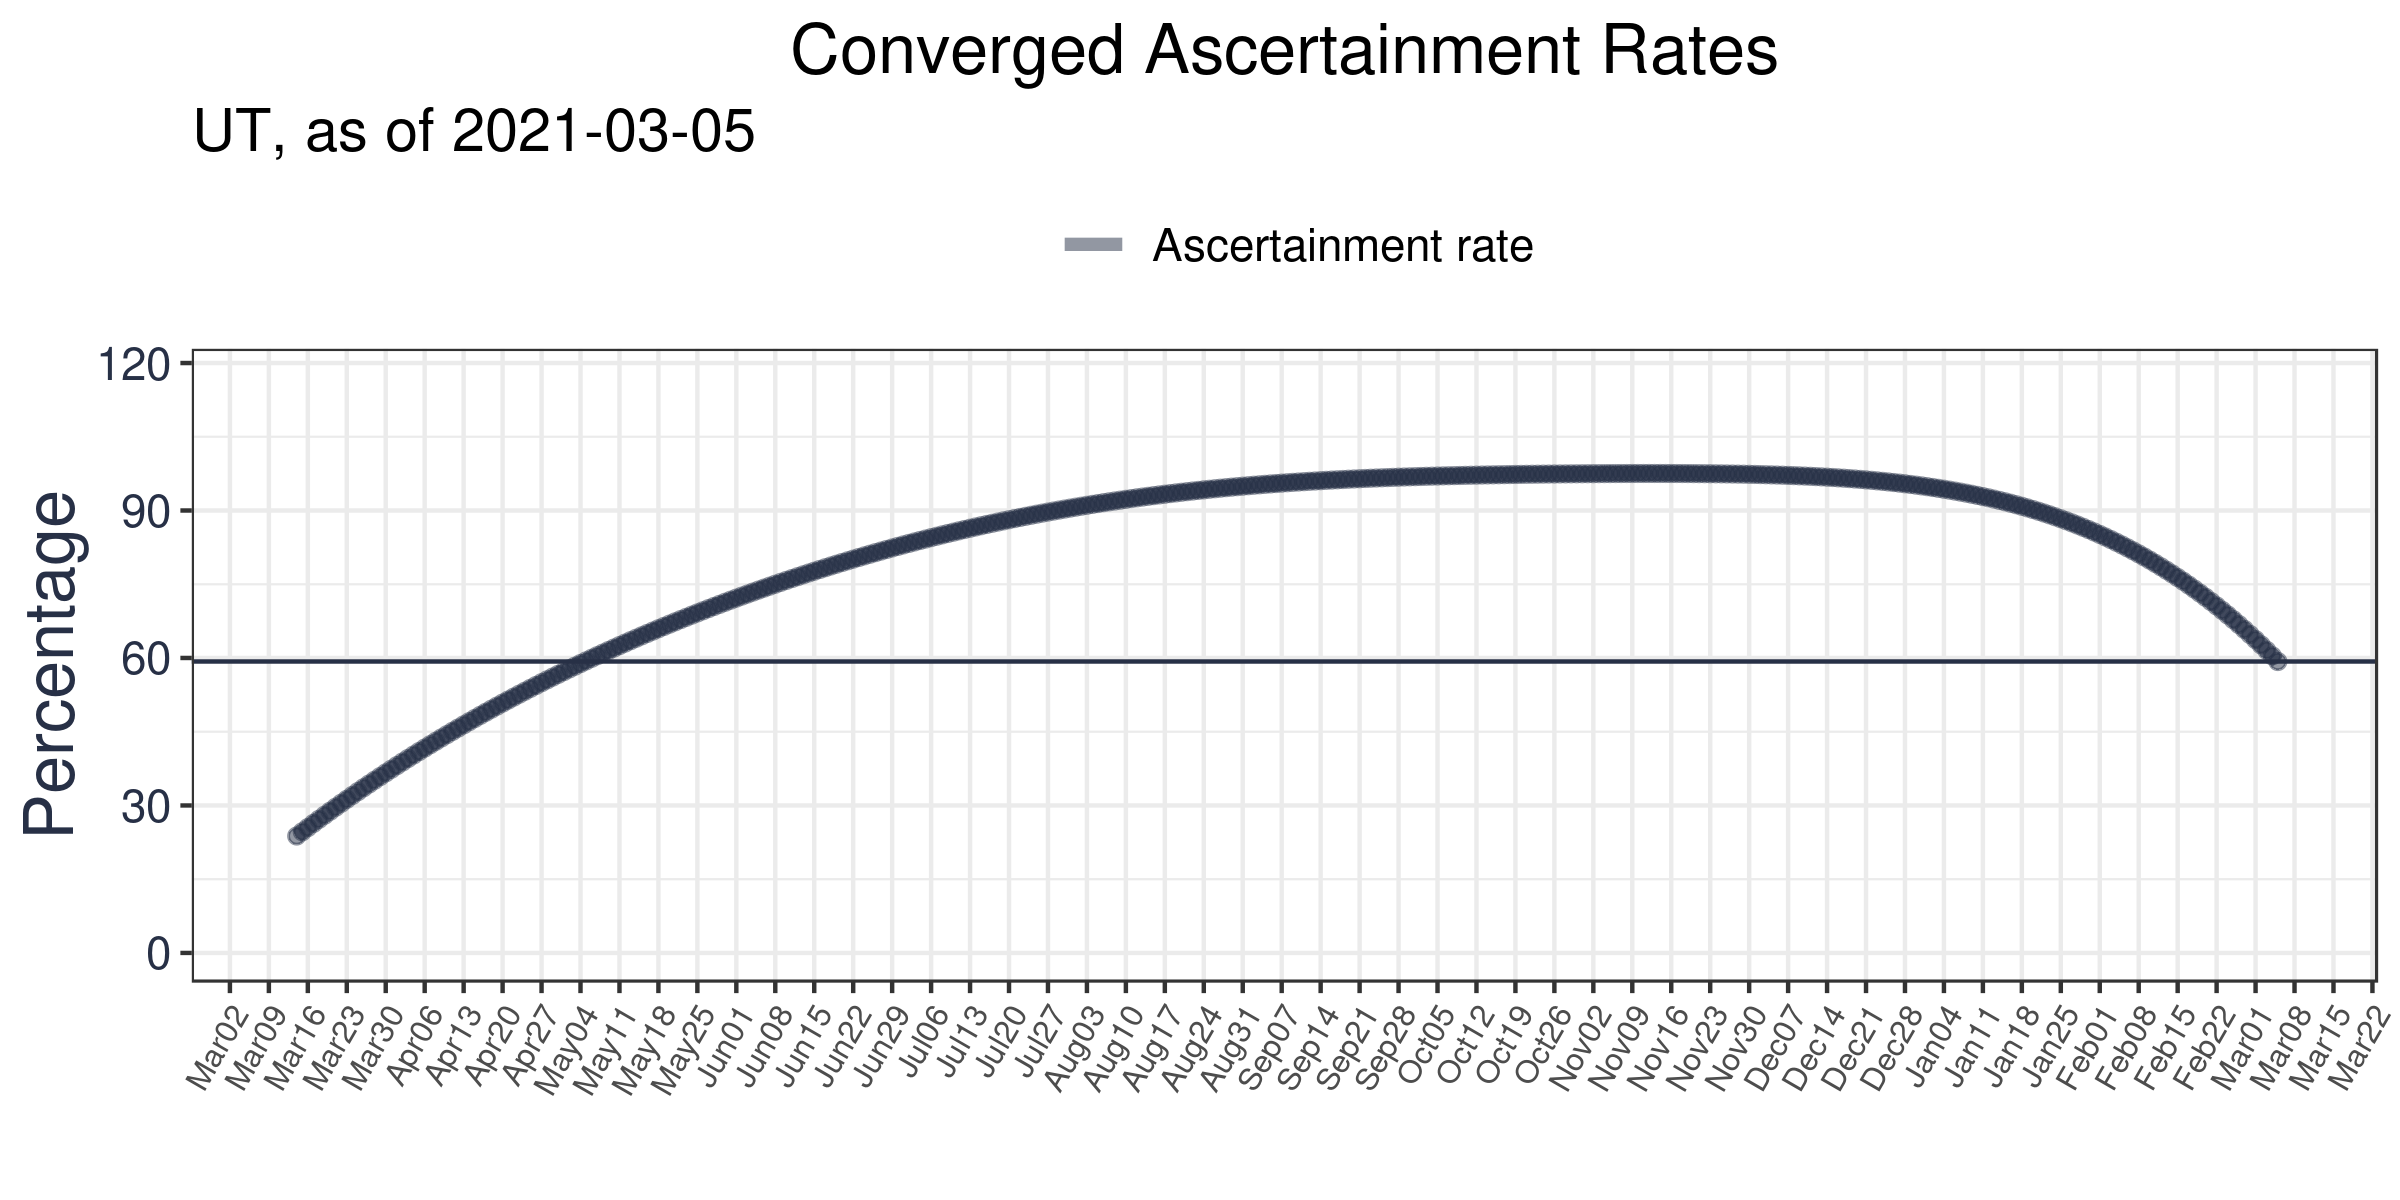 Converged Ascertainment Rates
UT, as of 2021-03-05
Ascertainment rate
Percentage
120
90
60
30
0
Mar02 Mar09 Mar16 Mar23 Mar30 Apr06 Apr13 Apr20 Apr27 May04 May11 May18 May25 Jun01 Jun08 Jun15 Jun22 Jun29 Jul06 Jul13 Jul20 Jul27 Aug03 Aug10 Aug17 Aug24 Aug31 Sep07 Sep14 Sep21 Sep28 Oct05 Oct12 Oct19 Oct26 Nov02 Nov09 Nov16 Nov23 Nov30 Dec07 Dec14 Dec21 Dec28 Jan04 Jan11 Jan18 Jan25 Feb01 Feb08 Feb15 Feb22 Mar01 Mar08 Mar15 Mar22